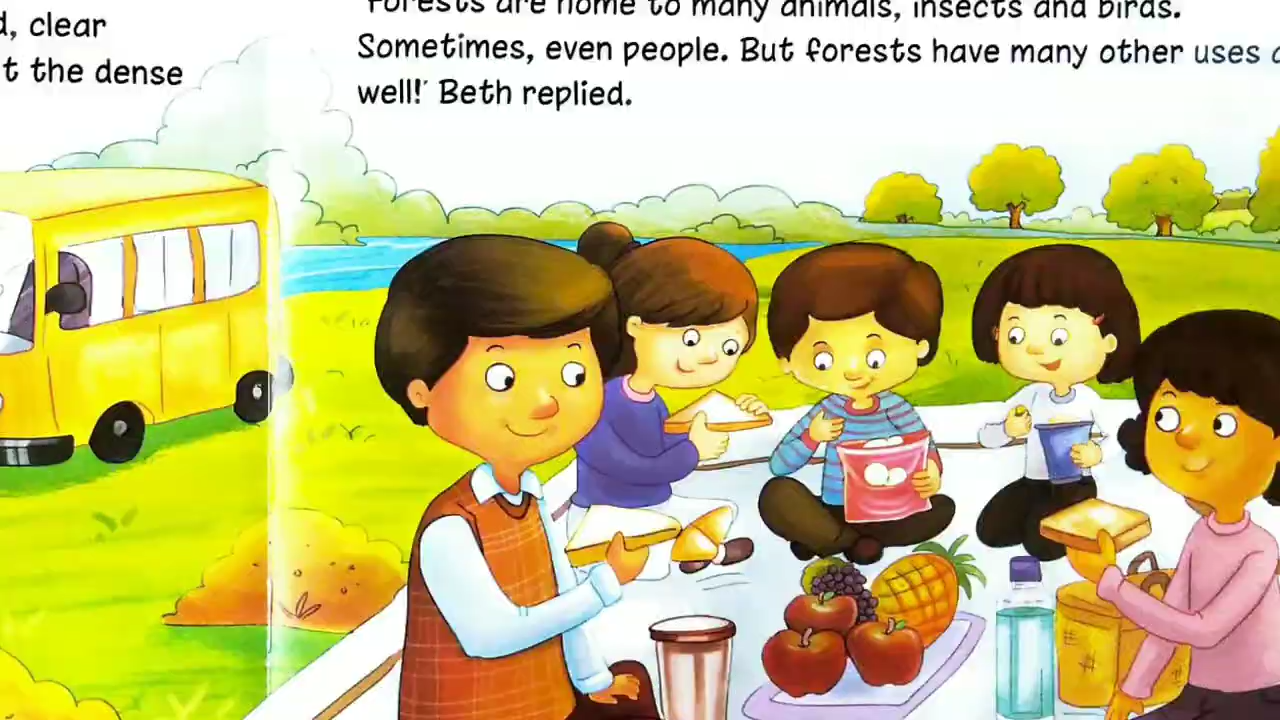 d, clear
t the dense
'Forests are home to many animals, insects and birds.
Sometimes, even people. But forests have many other uses
well!' Beth replied.